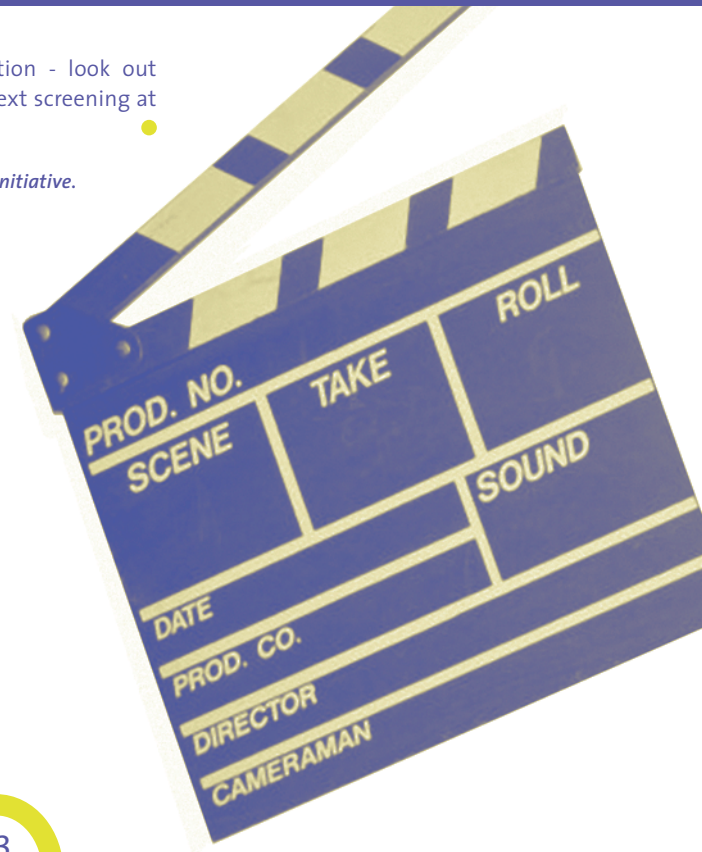 tion - look out
ext screening at
nitiative.
PROD. NO.
SCENE
TAKE
ROLL
SOUND
DATE
PROD. CO.
DIRECTOR
CAMERAMAN
3